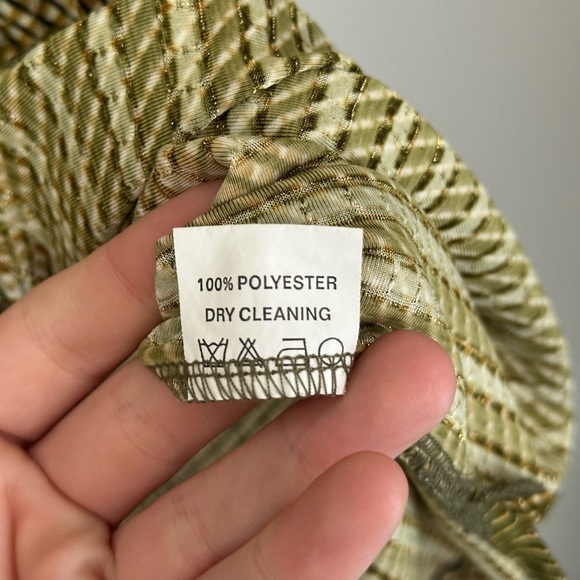 100% POLYESTER
DRY CLEANING